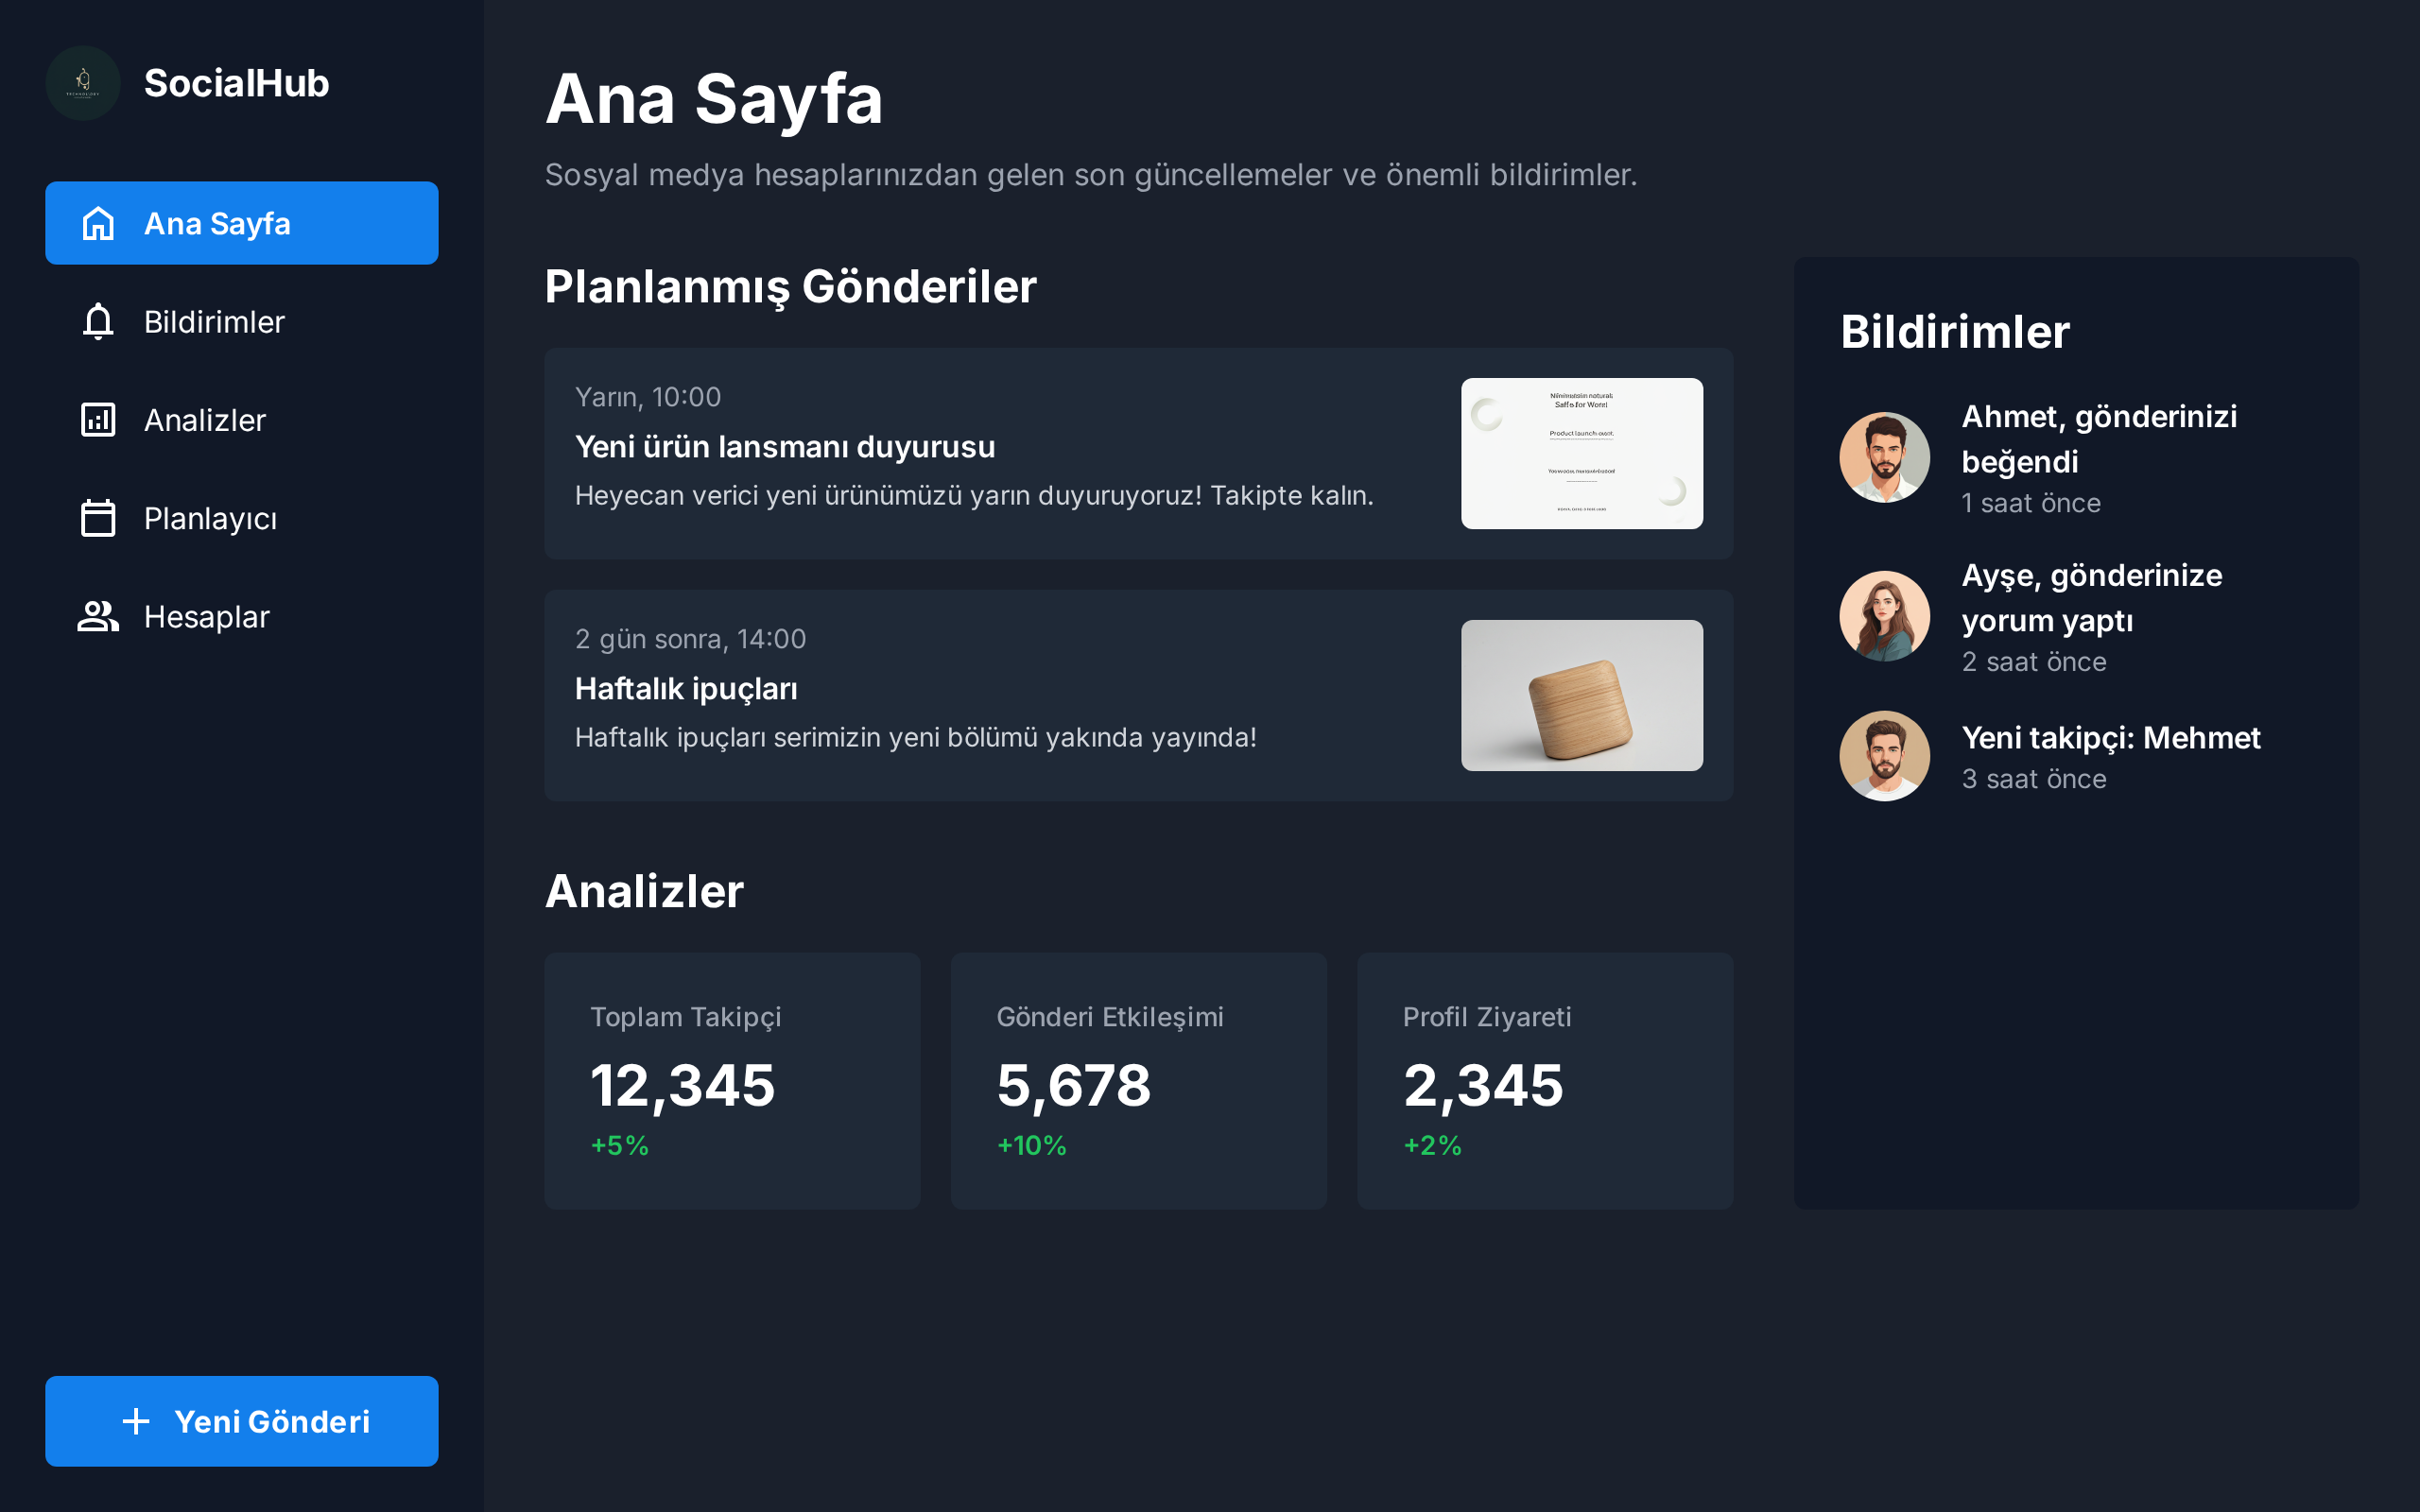 SocialHub
Ana Sayfa
Bildirimler
Analizler
Planlayıcı
Hesaplar
Yeni Gönderi
Ana Sayfa
Sosyal medya hesaplarınızdan gelen son güncellemeler ve önemli bildirimler.
Planlanmış Gönderiler
Yarın, 10:00
Yeni ürün lansmanı duyurusu
Heyecan verici yeni ürünümüzü yarın duyuruyoruz! Takipte kalın.
Product launch
2 gün sonra, 14:00
Haftalık ipuçları
Haftalık ipuçları serimizin yeni bölümü yakında yayında!
Analizler
Toplam Takipçi
12,345
+5%
Gönderi Etkileşimi
5,678
+10%
Profil Ziyareti
2,345
+2%
Bildirimler
Ahmet, gönderinizi
beğendi
1 saat önce
Ayşe, gönderinize
yorum yaptı
2 saat önce
Yeni takipçi: Mehmet
3 saat önce